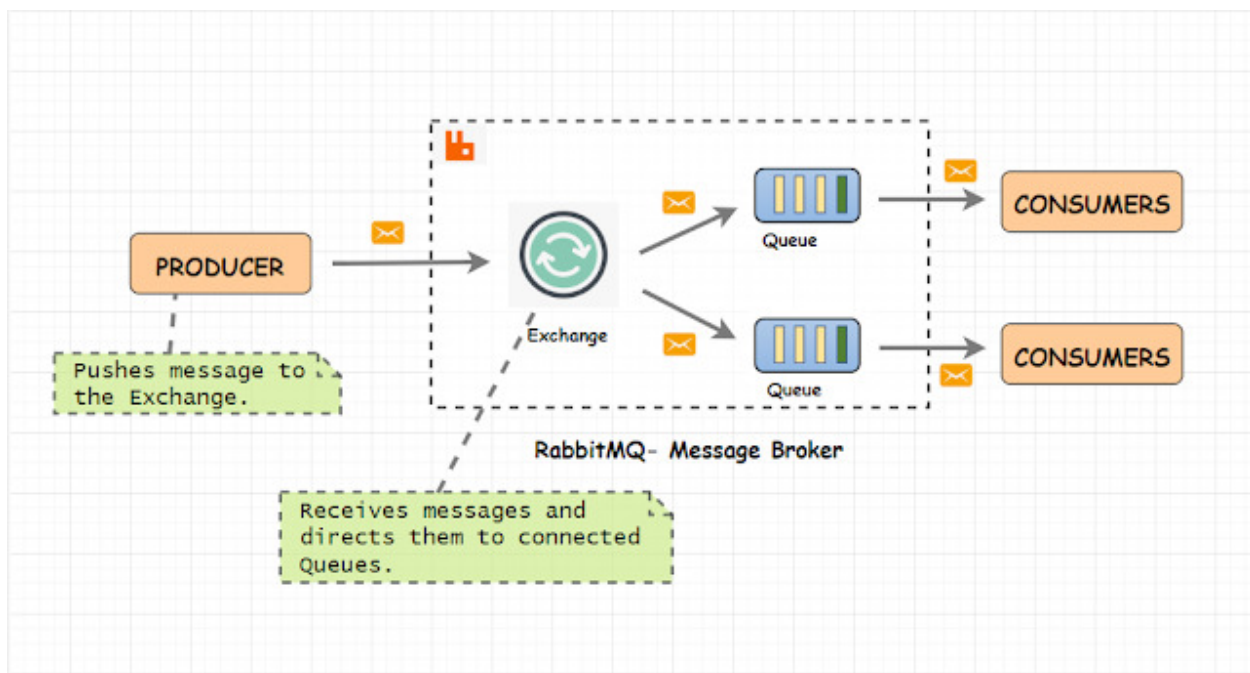 PRODUCER
Pushes message to
the Exchange.
Exchange
Queue
Queue
CONSUMERS
CONSUMERS
RabbitMQ- Message Broker
Receives messages and
directs them to connected
Queues.